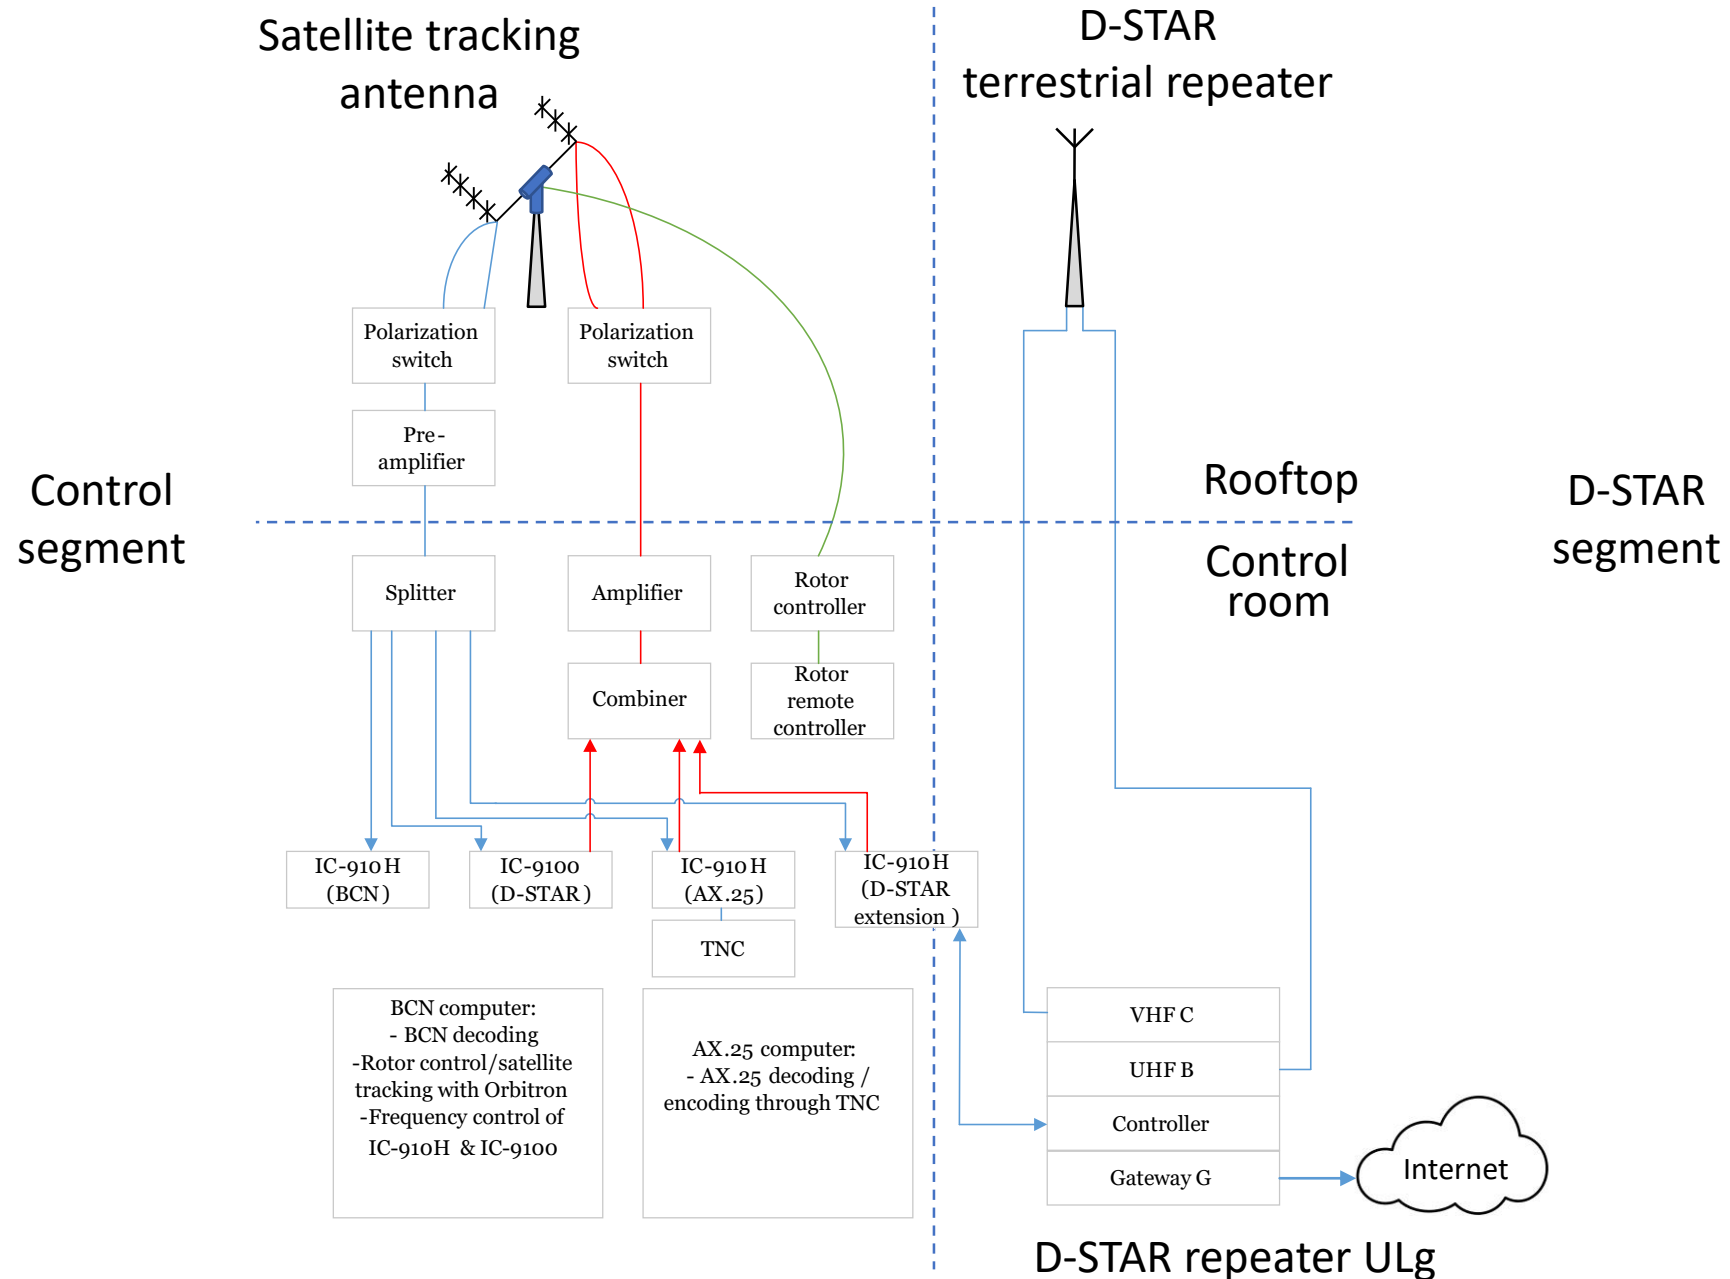 Satellite tracking
antenna
D-STAR
terrestrial repeater
Polarization
switch
Polarization
switch
Pre-
amplifier
Control
segment
Rooftop
D-STAR
segment
Control
room
Splitter
Amplifier
Rotor
controller
Combiner
Rotor
remote
controller
IC-910H
(BCN)
IC-9100
(D-STAR)
IC-910H
(AX.25)
IC-910H
(D-STAR
extension)
TNC
BCN computer:
- BCN decoding
-Rotor control/satellite
tracking with Orbitron
-Frequency control of
IC-910H & IC-9100
AX.25 computer:
- AX.25 decoding /
encoding through TNC
VHF C
UHF B
Controller
Gateway G
Internet
D-STAR repeater ULg